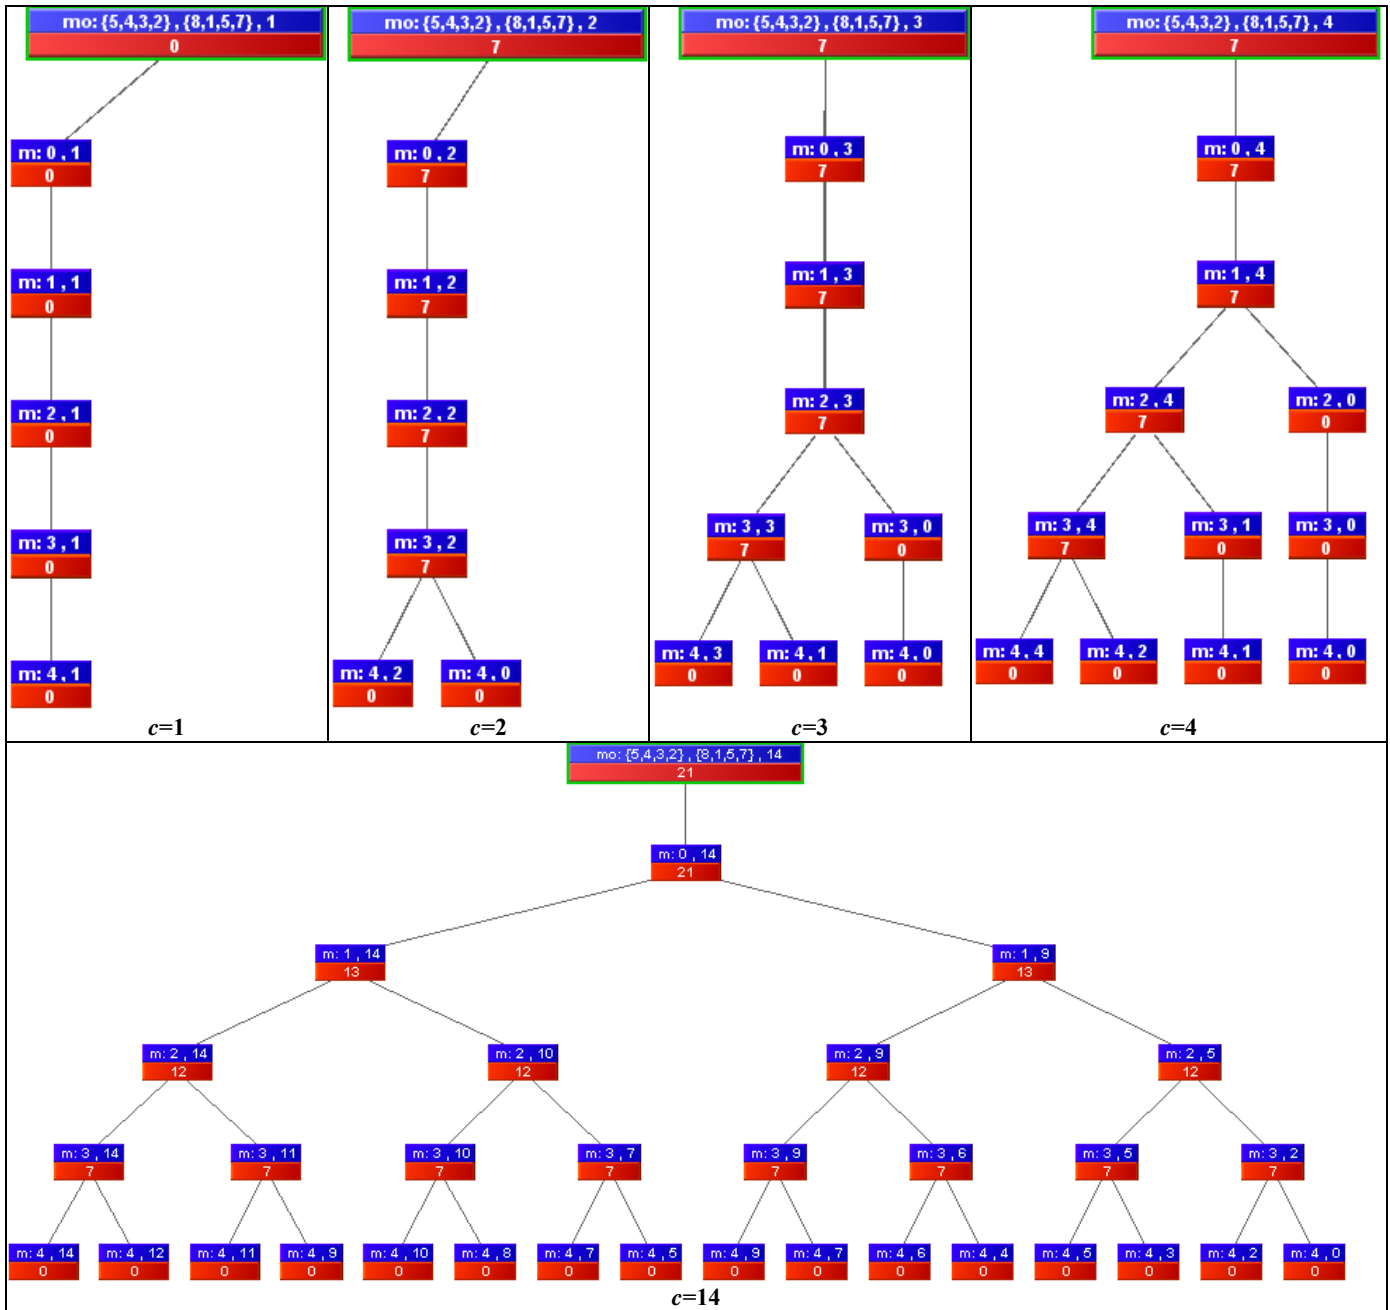 mo: {5,4,3,2} , {8,1,5,7} , 1
0
m: 0 , 1
0
m: 1 , 1
0
m: 2 , 1
0
m: 3 , 1
0
m: 4 , 1
0
c=1
mo: {5,4,3,2} , {8,1,5,7} , 2
7
m: 0 , 2
7
m: 1 , 2
7
m: 2 , 2
7
m: 3 , 2
7
m: 4 , 2
0
m: 4 , 0
0
c=2
mo: {5,4,3,2} , {8,1,5,7} , 3
7
m: 0 , 3
7
m: 1 , 3
7
m: 2 , 3
7
m: 3 , 3
7
m: 3 , 0
0
m: 4 , 3
0
m: 4 , 1
0
m: 4 , 0
0
c=3
mo: {5,4,3,2} , {8,1,5,7} , 4
7
m: 0 , 4
7
m: 1 , 4
7
m: 2 , 4
7
m: 2 , 0
0
m: 3 , 4
7
m: 3 , 1
0
m: 3 , 0
0
m: 4 , 4
0
m: 4 , 2
0
m: 4 , 1
0
m: 4 , 0
0
c=4
mo: {5,4,3,2} , {8,1,5,7} , 14
21
m: 0 , 14
21
m: 1 , 14
13
m: 1 , 9
13
m: 2 , 14
12
m: 2 , 10
12
m: 2 , 9
12
m: 2 , 5
12
m: 3 , 14
7
m: 3 , 11
7
m: 3 , 10
7
m: 3 , 7
7
m: 3 , 9
7
m: 3 , 6
7
m: 3 , 5
7
m: 3 , 2
7
m: 4 , 14
0
m: 4 , 12
0
m: 4 , 11
0
m: 4 , 9
0
m: 4 , 10
0
m: 4 , 8
0
m: 4 , 7
0
m: 4 , 5
0
m: 4 , 9
0
m: 4 , 7
0
m: 4 , 6
0
m: 4 , 4
0
m: 4 , 5
0
m: 4 , 3
0
m: 4 , 2
0
m: 4 , 0
0
c=14